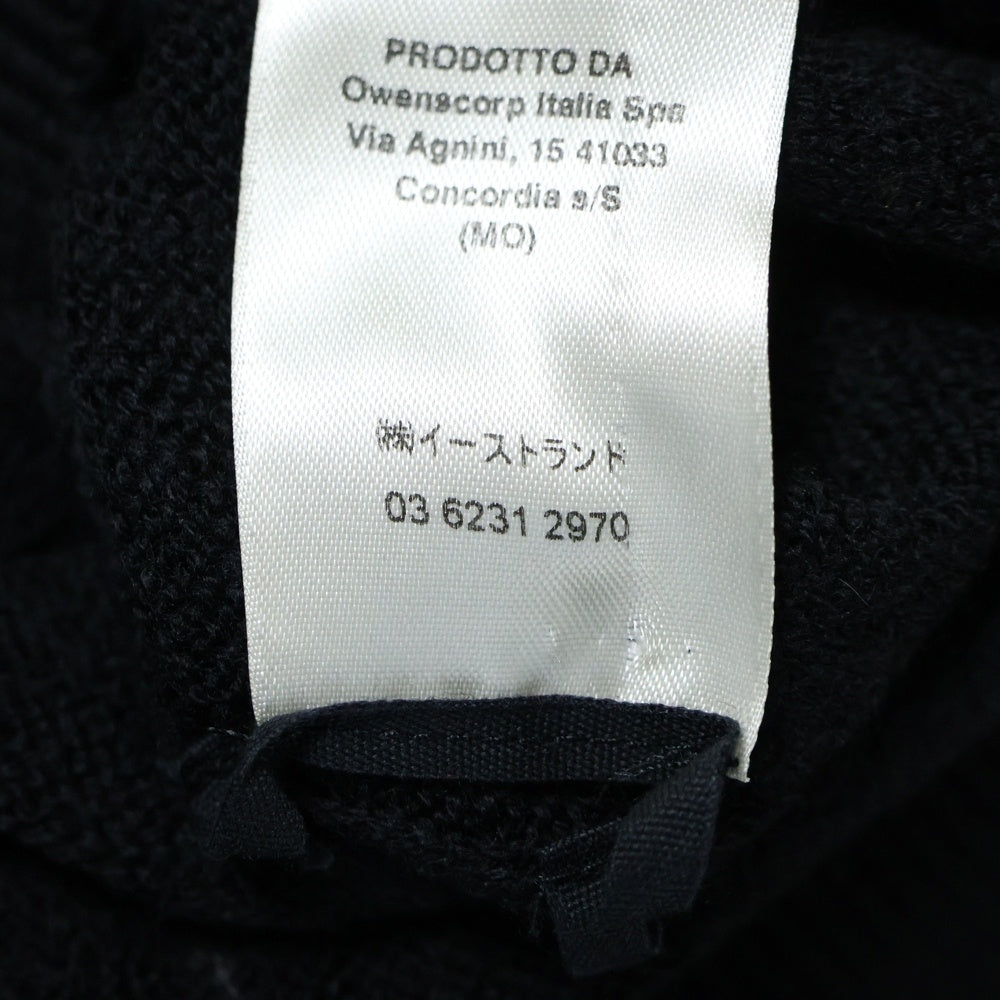 PRODOTTO DA
Owenscorp Italia Spa
Via Agnini, 15 41033
Concordia s/S
(MO)
㈱イーストランド
03 6231 2970